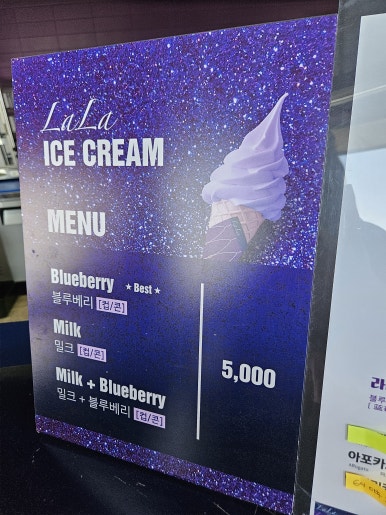 LaLa
ICE CREAM
MENU
Blueberry ★ Best ★
블루베리 [컵/콘]
Milk
밀크 [컵/콘]
Milk + Blueberry
밀크 + 블루베리 [컵/콘]
5,000
아포카
LaLa